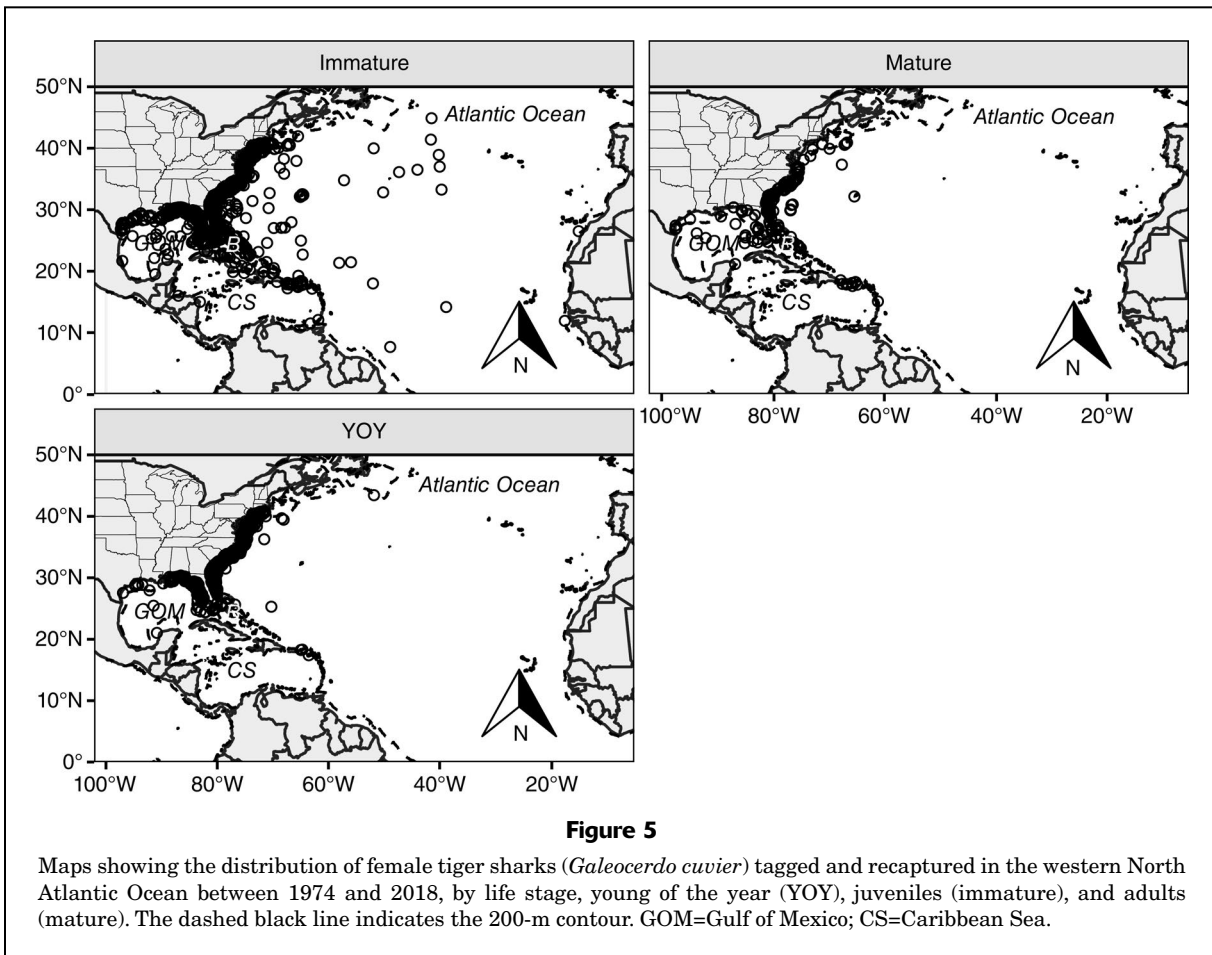 Immature
Mature
50°N
40°N
30°N
20°N
10°N
0°
Atlantic Ocean
GOM
B
CS
N
Atlantic Ocean
GOM
B
CS
N
100°W
80°W
60°W
40°W
20°W
YOY
50°N
40°N
30°N
20°N
10°N
0°
Atlantic Ocean
GOM
B
CS
N
100°W
80°W
60°W
40°W
20°W
Figure 5
Maps showing the distribution of female tiger sharks (Galeocerdo cuvier) tagged and recaptured in the western North
Atlantic Ocean between 1974 and 2018, by life stage, young of the year (YOY), juveniles (immature), and adults
(mature). The dashed black line indicates the 200-m contour. GOM=Gulf of Mexico; CS=Caribbean Sea.